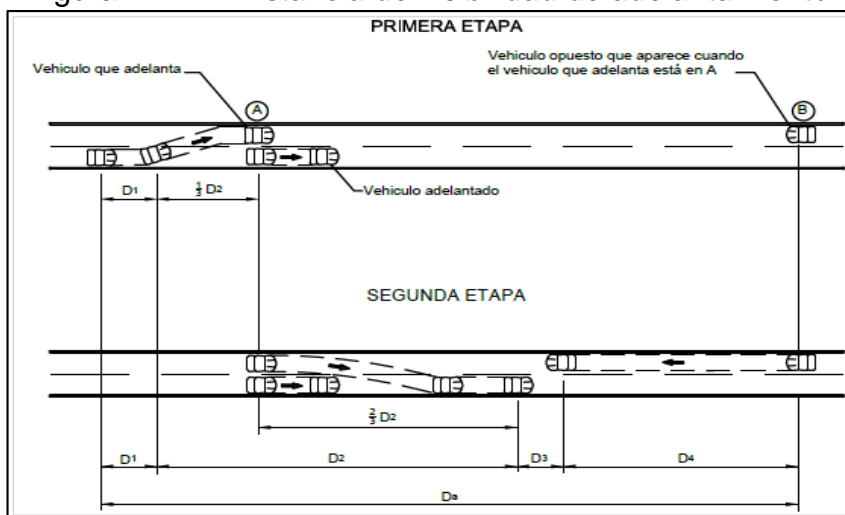 PRIMERA ETAPA
Vehiculo que adelanta
Vehiculo opuesto que aparece cuando
el vehiculo que adelanta está en A
A
B
Vehiculo adelantado
D1
1/3 D2
SEGUNDA ETAPA
2/3 D2
D1
D2
D3
D4
Da